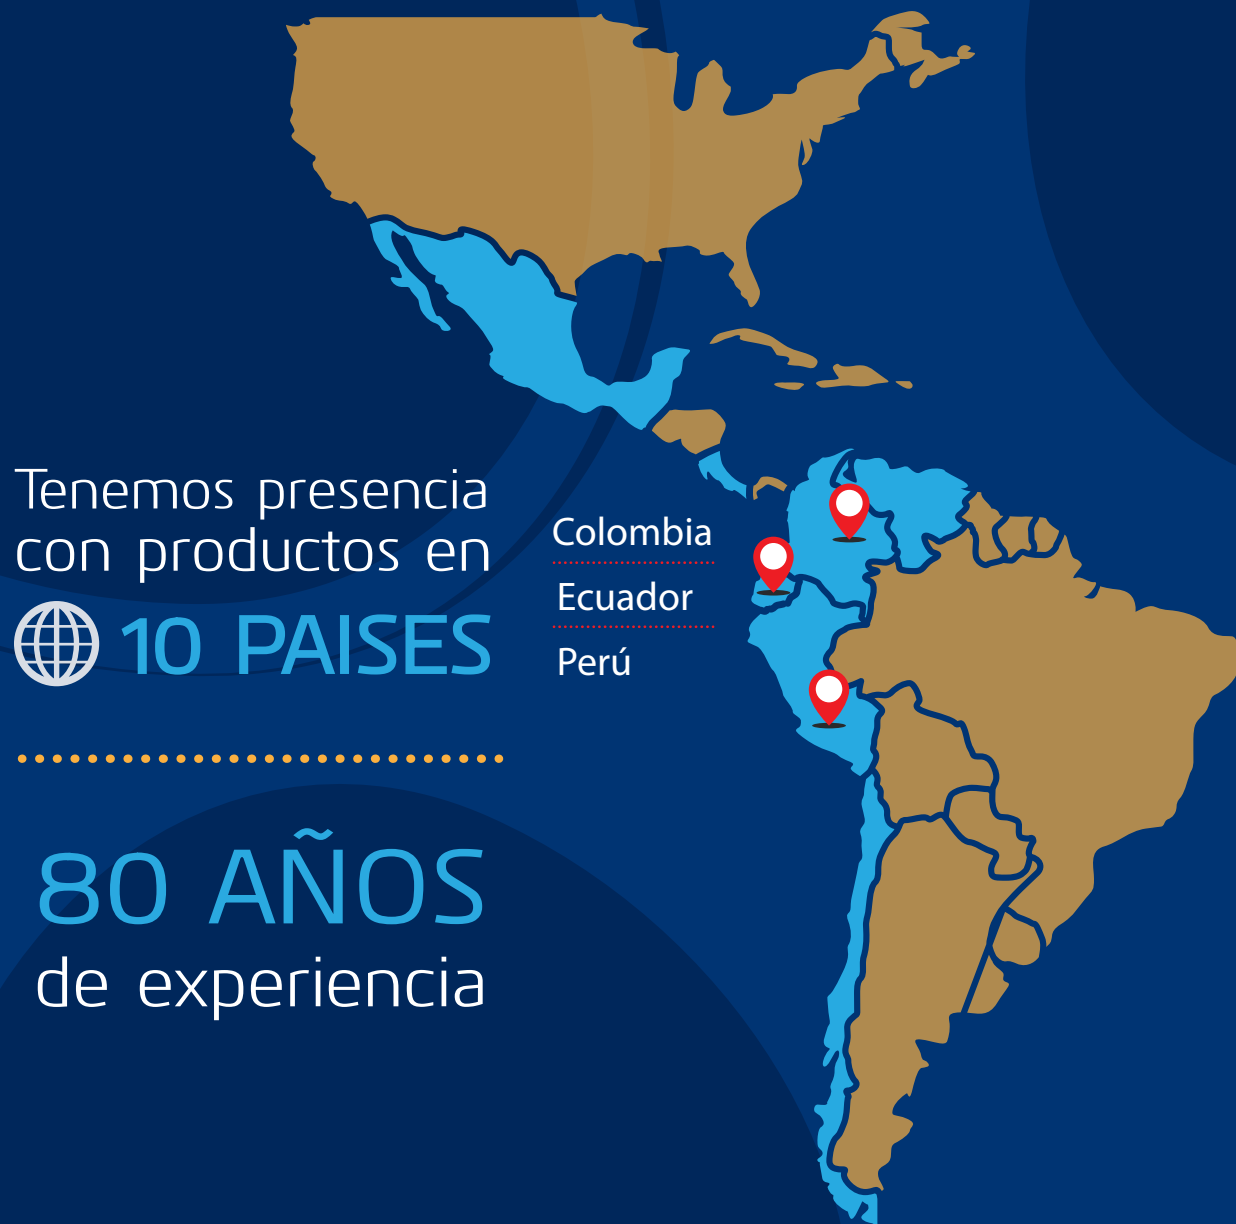 Tenemos presencia
con productos en
10 PAISES
80 AÑOS
de experiencia
Colombia
Ecuador
Perú